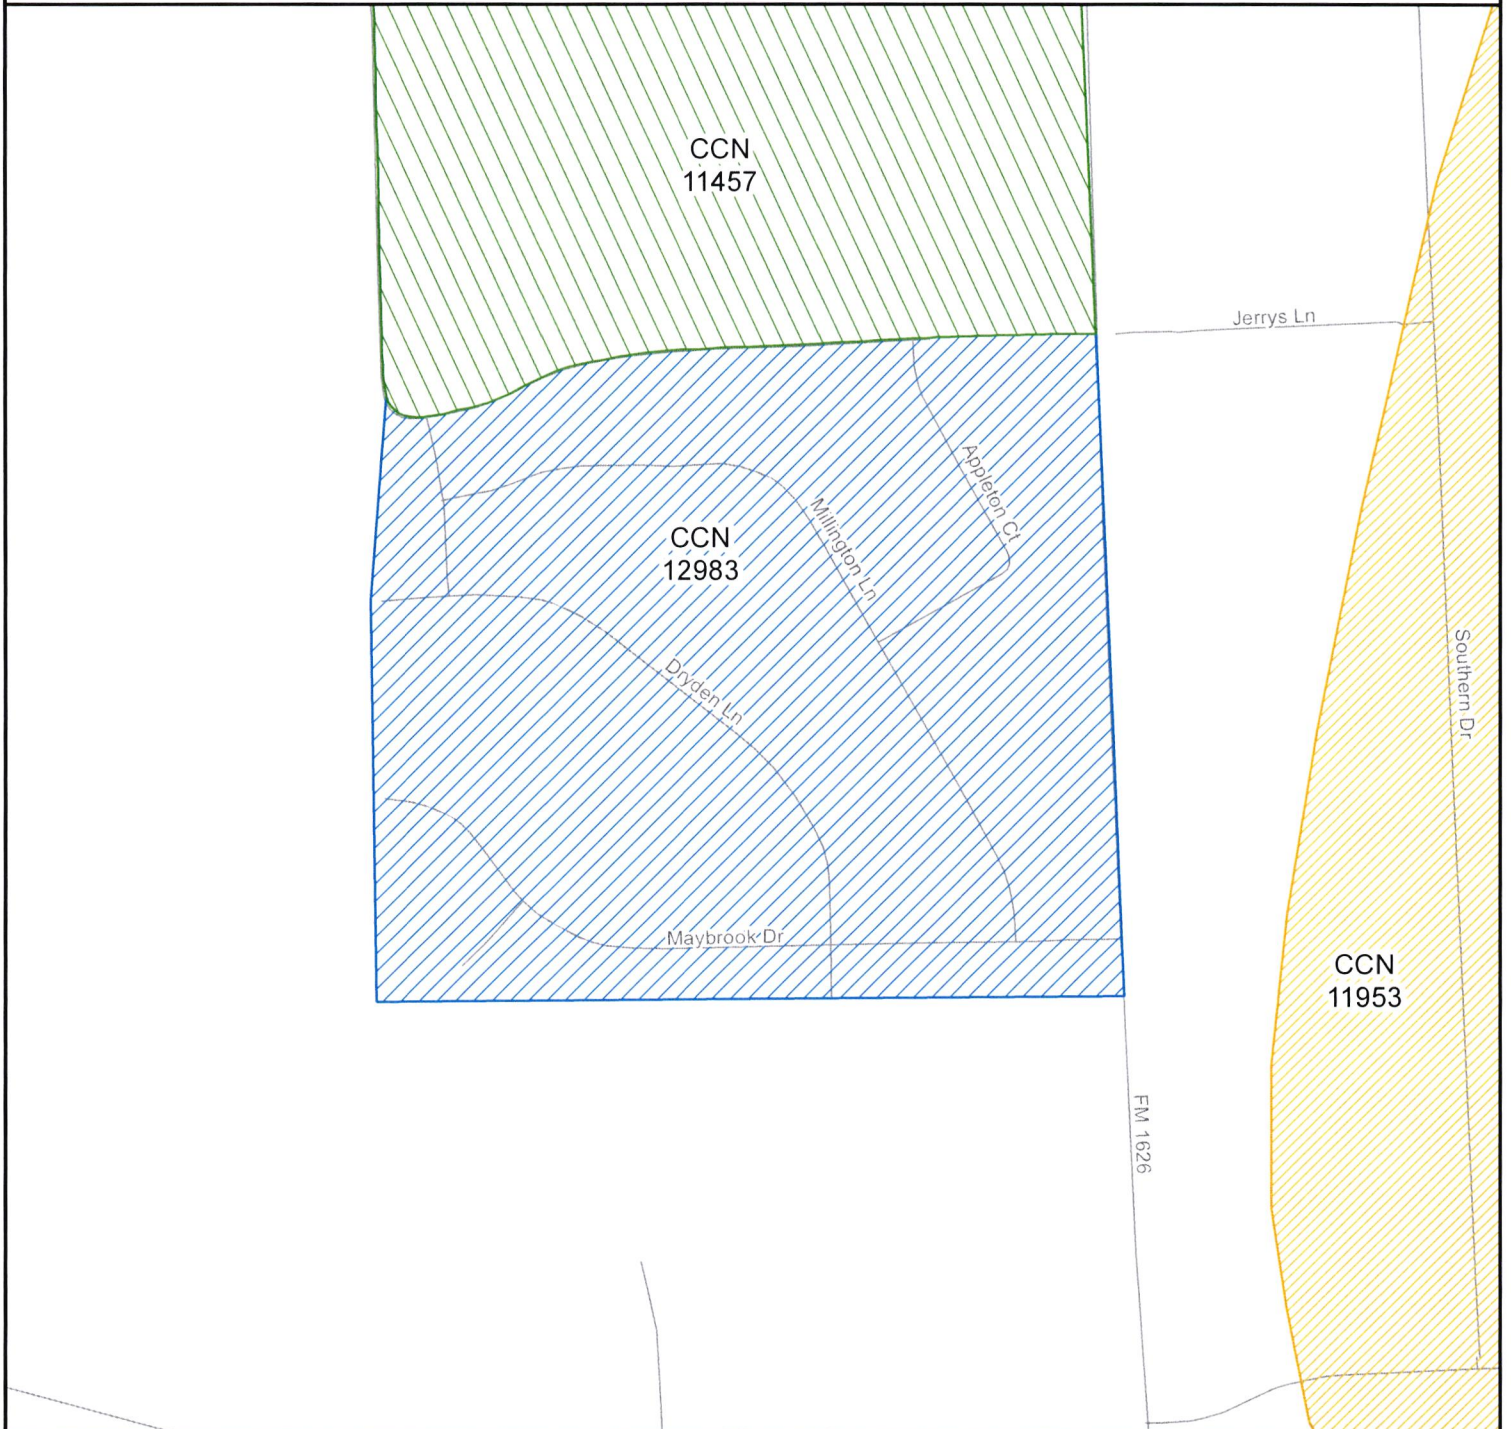 CCN
11457
Jerrys Ln
Appleton Ct
Millington Ln
CCN
12983
Dryden Ln
Southern Dr
Maybrook Dr
CCN
11953
FM 1626